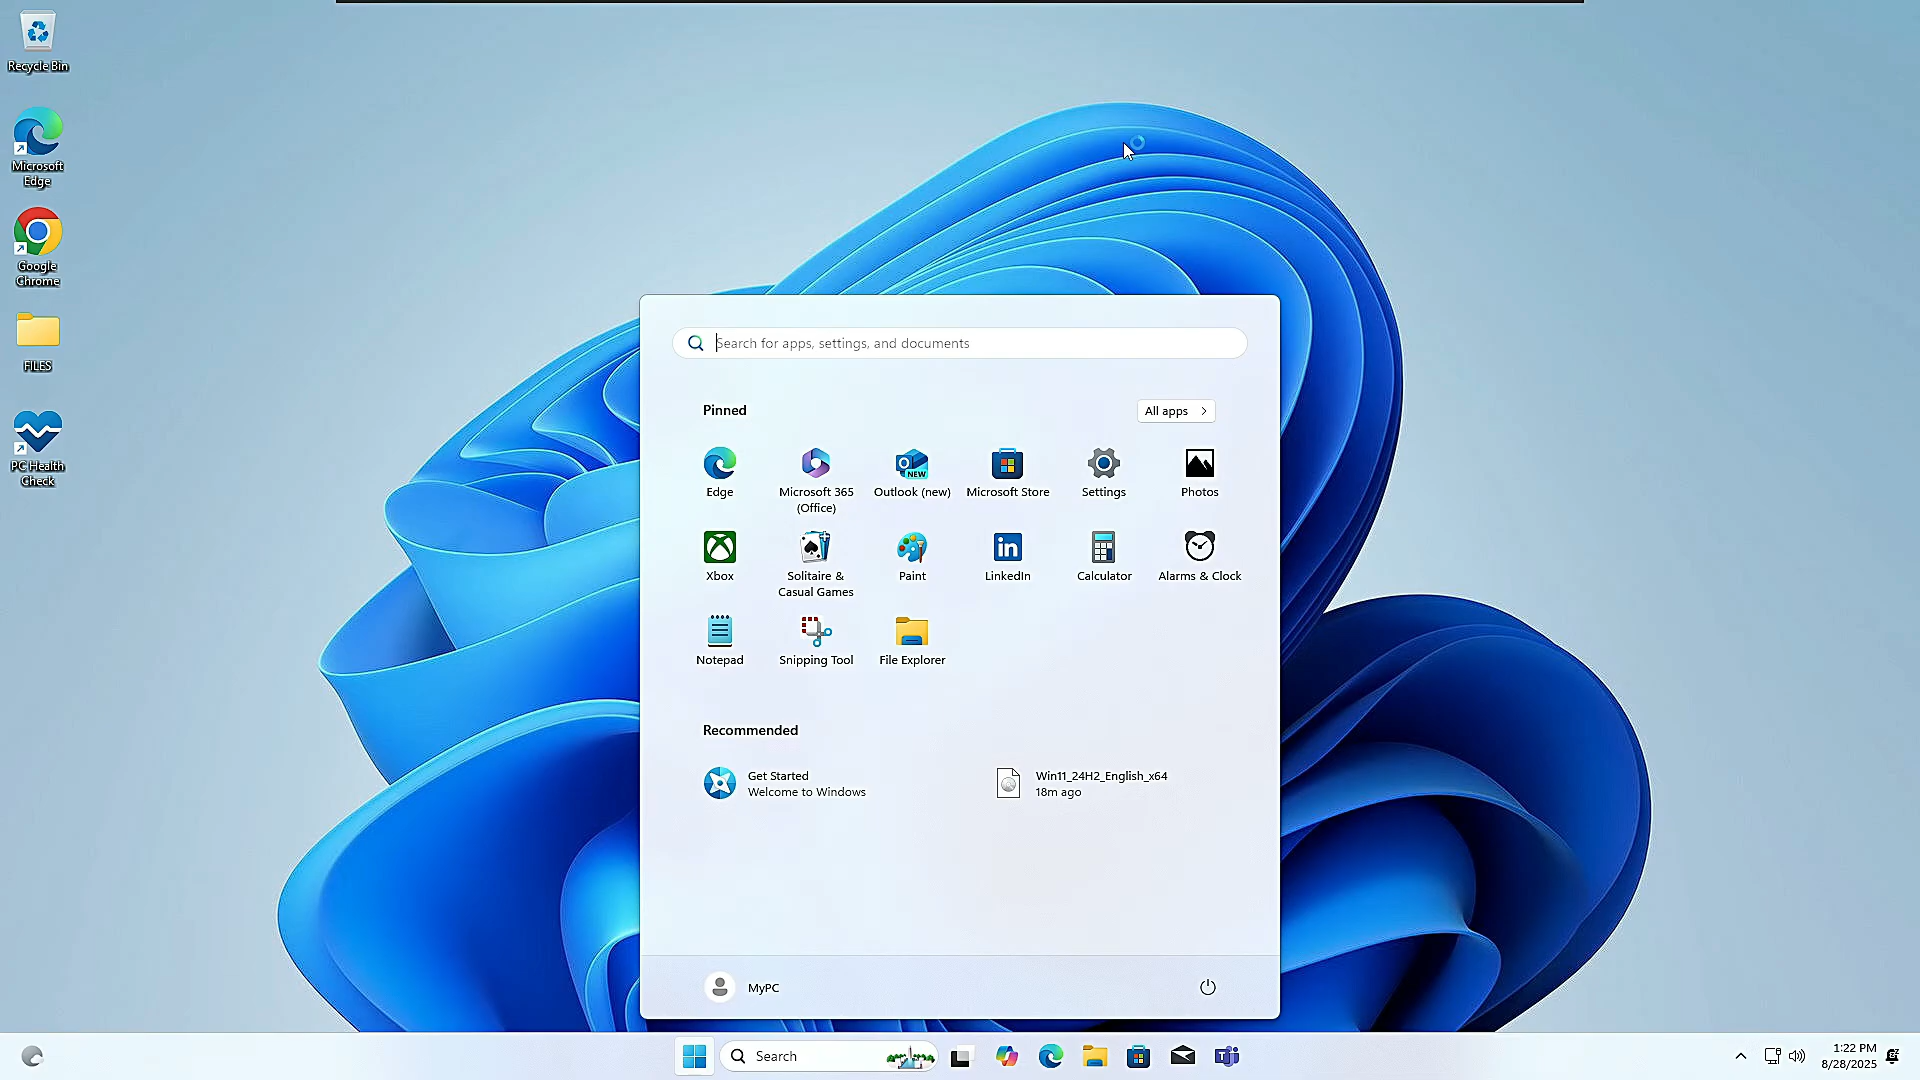 Recycle Bin
Microsoft
Edge
Google
Chrome
FILES
PC Health
Check
Search for apps, settings, and documents
Pinned
All apps
Edge
Microsoft 365
(Office)
Outlook (new)
Microsoft Store
Settings
Photos
NEW
Xbox
Solitaire &
Casual Games
Paint
LinkedIn
Calculator
Alarms & Clock
in
Notepad
Snipping Tool
File Explorer
Recommended
Get Started
Welcome to Windows
Win11_24H2_English_x64
18m ago
MyPC
Search
1:22 PM
8/28/2025